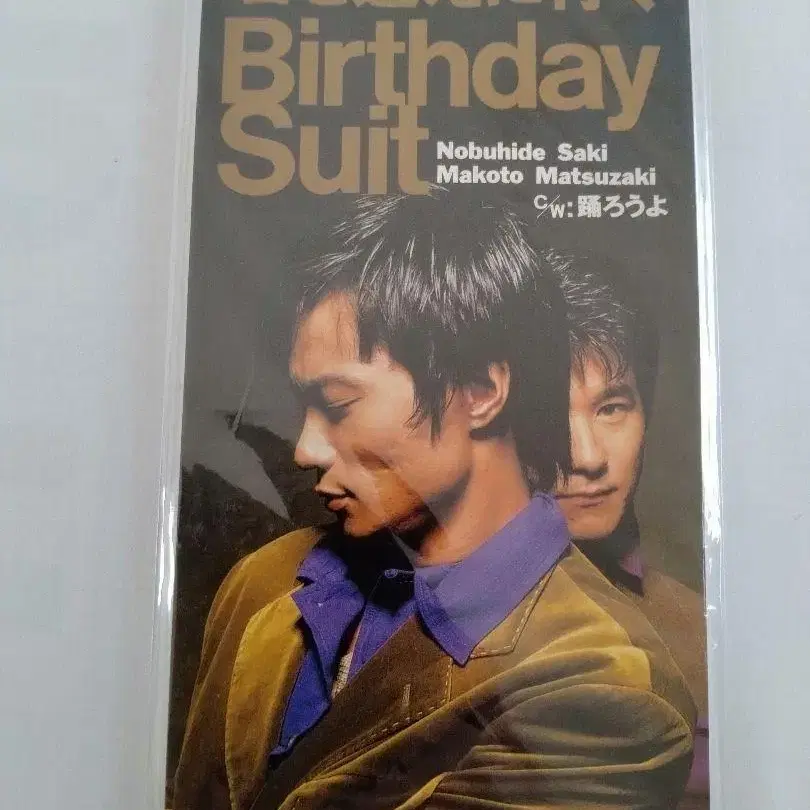 Birthday
Suit
Nobuhide Saki
Makoto Matsuzaki
C/W:踊ろうよ